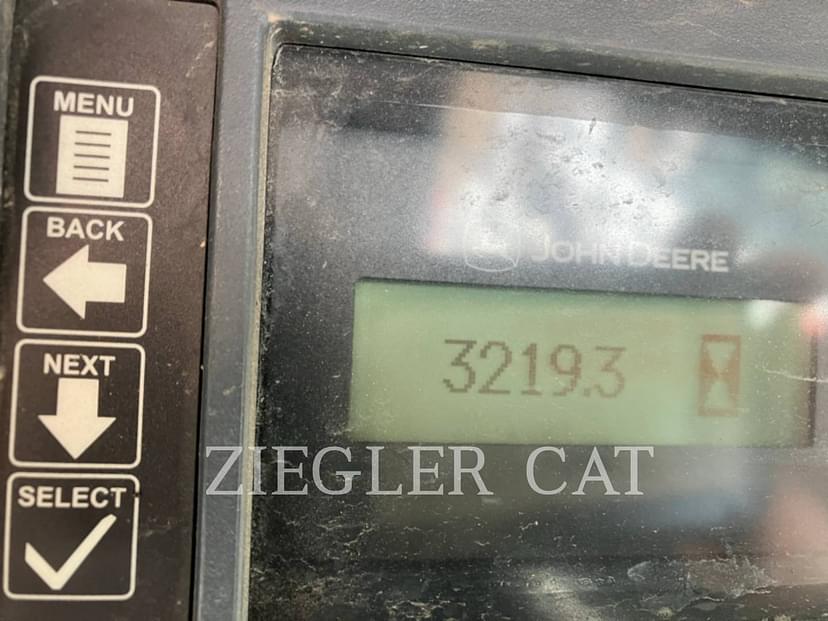 MENU
BACK
NEXT
SELECT
JOHN DEERE
3219.3
ZIEGLER CAT